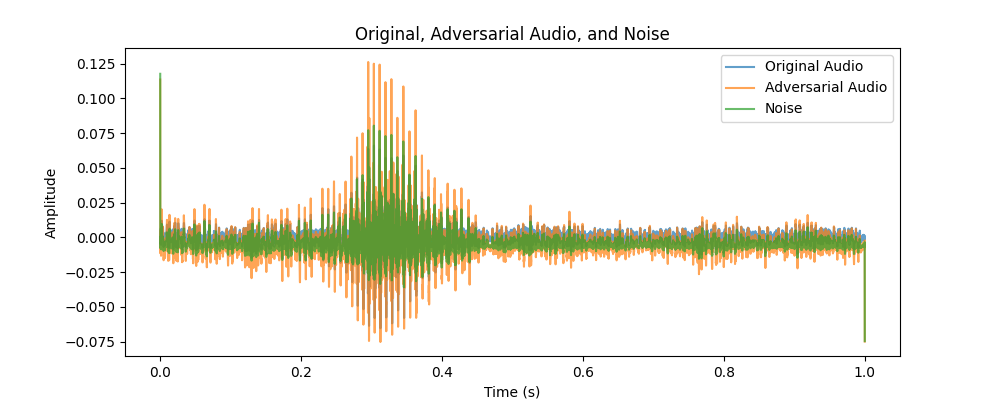 Original, Adversarial Audio, and Noise
Original Audio
Adversarial Audio
Noise
0.125
0.100
0.075
0.050
0.025
0.000
−0.025
−0.050
−0.075
Amplitude
0.0 0.2 0.4 0.6 0.8 1.0
Time (s)